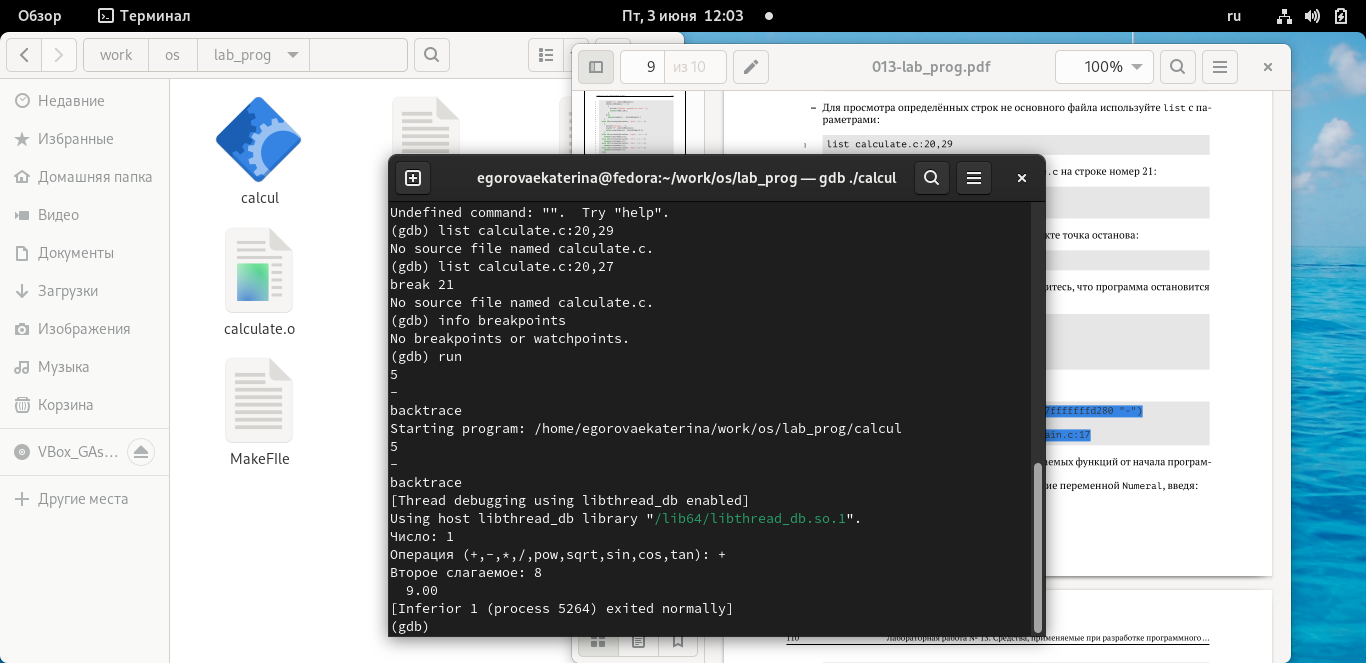 Обзор
Терминал
Пт, 3 июня 12:03
ru
work
os
lab_prog
9
из 10
013-lab_prog.pdf
100%
Недавние
Избранные
Домашняя папка
Видео
Документы
Загрузки
Изображения
Музыка
Корзина
VBox_GAs…
Другие места
calcul
calculate.o
MakeFIle
– Для просмотра определённых строк не основного файла используйте list с па-
раметрами:
1 list calculate.c:20,29
.c на строке номер 21:
кте точка останова:
итесь, что программа остановится
7fffffffd280 "-")
ain.c:17
аемых функций от начала програм-
ие переменной Numeral, введя:
110 Лабораторная работа № 13. Средства, применяемые при разработке программного…
egorovaekaterina@fedora:~/work/os/lab_prog — gdb ./calcul
Undefined command: "". Try "help".
(gdb) list calculate.c:20,29
No source file named calculate.c.
(gdb) list calculate.c:20,27
break 21
No source file named calculate.c.
(gdb) info breakpoints
No breakpoints or watchpoints.
(gdb) run
5
-
backtrace
Starting program: /home/egorovaekaterina/work/os/lab_prog/calcul
5
-
backtrace
[Thread debugging using libthread_db enabled]
Using host libthread_db library "/lib64/libthread_db.so.1".
Число: 1
Операция (+,-,*,/,pow,sqrt,sin,cos,tan): +
Второе слагаемое: 8
9.00
[Inferior 1 (process 5264) exited normally]
(gdb)